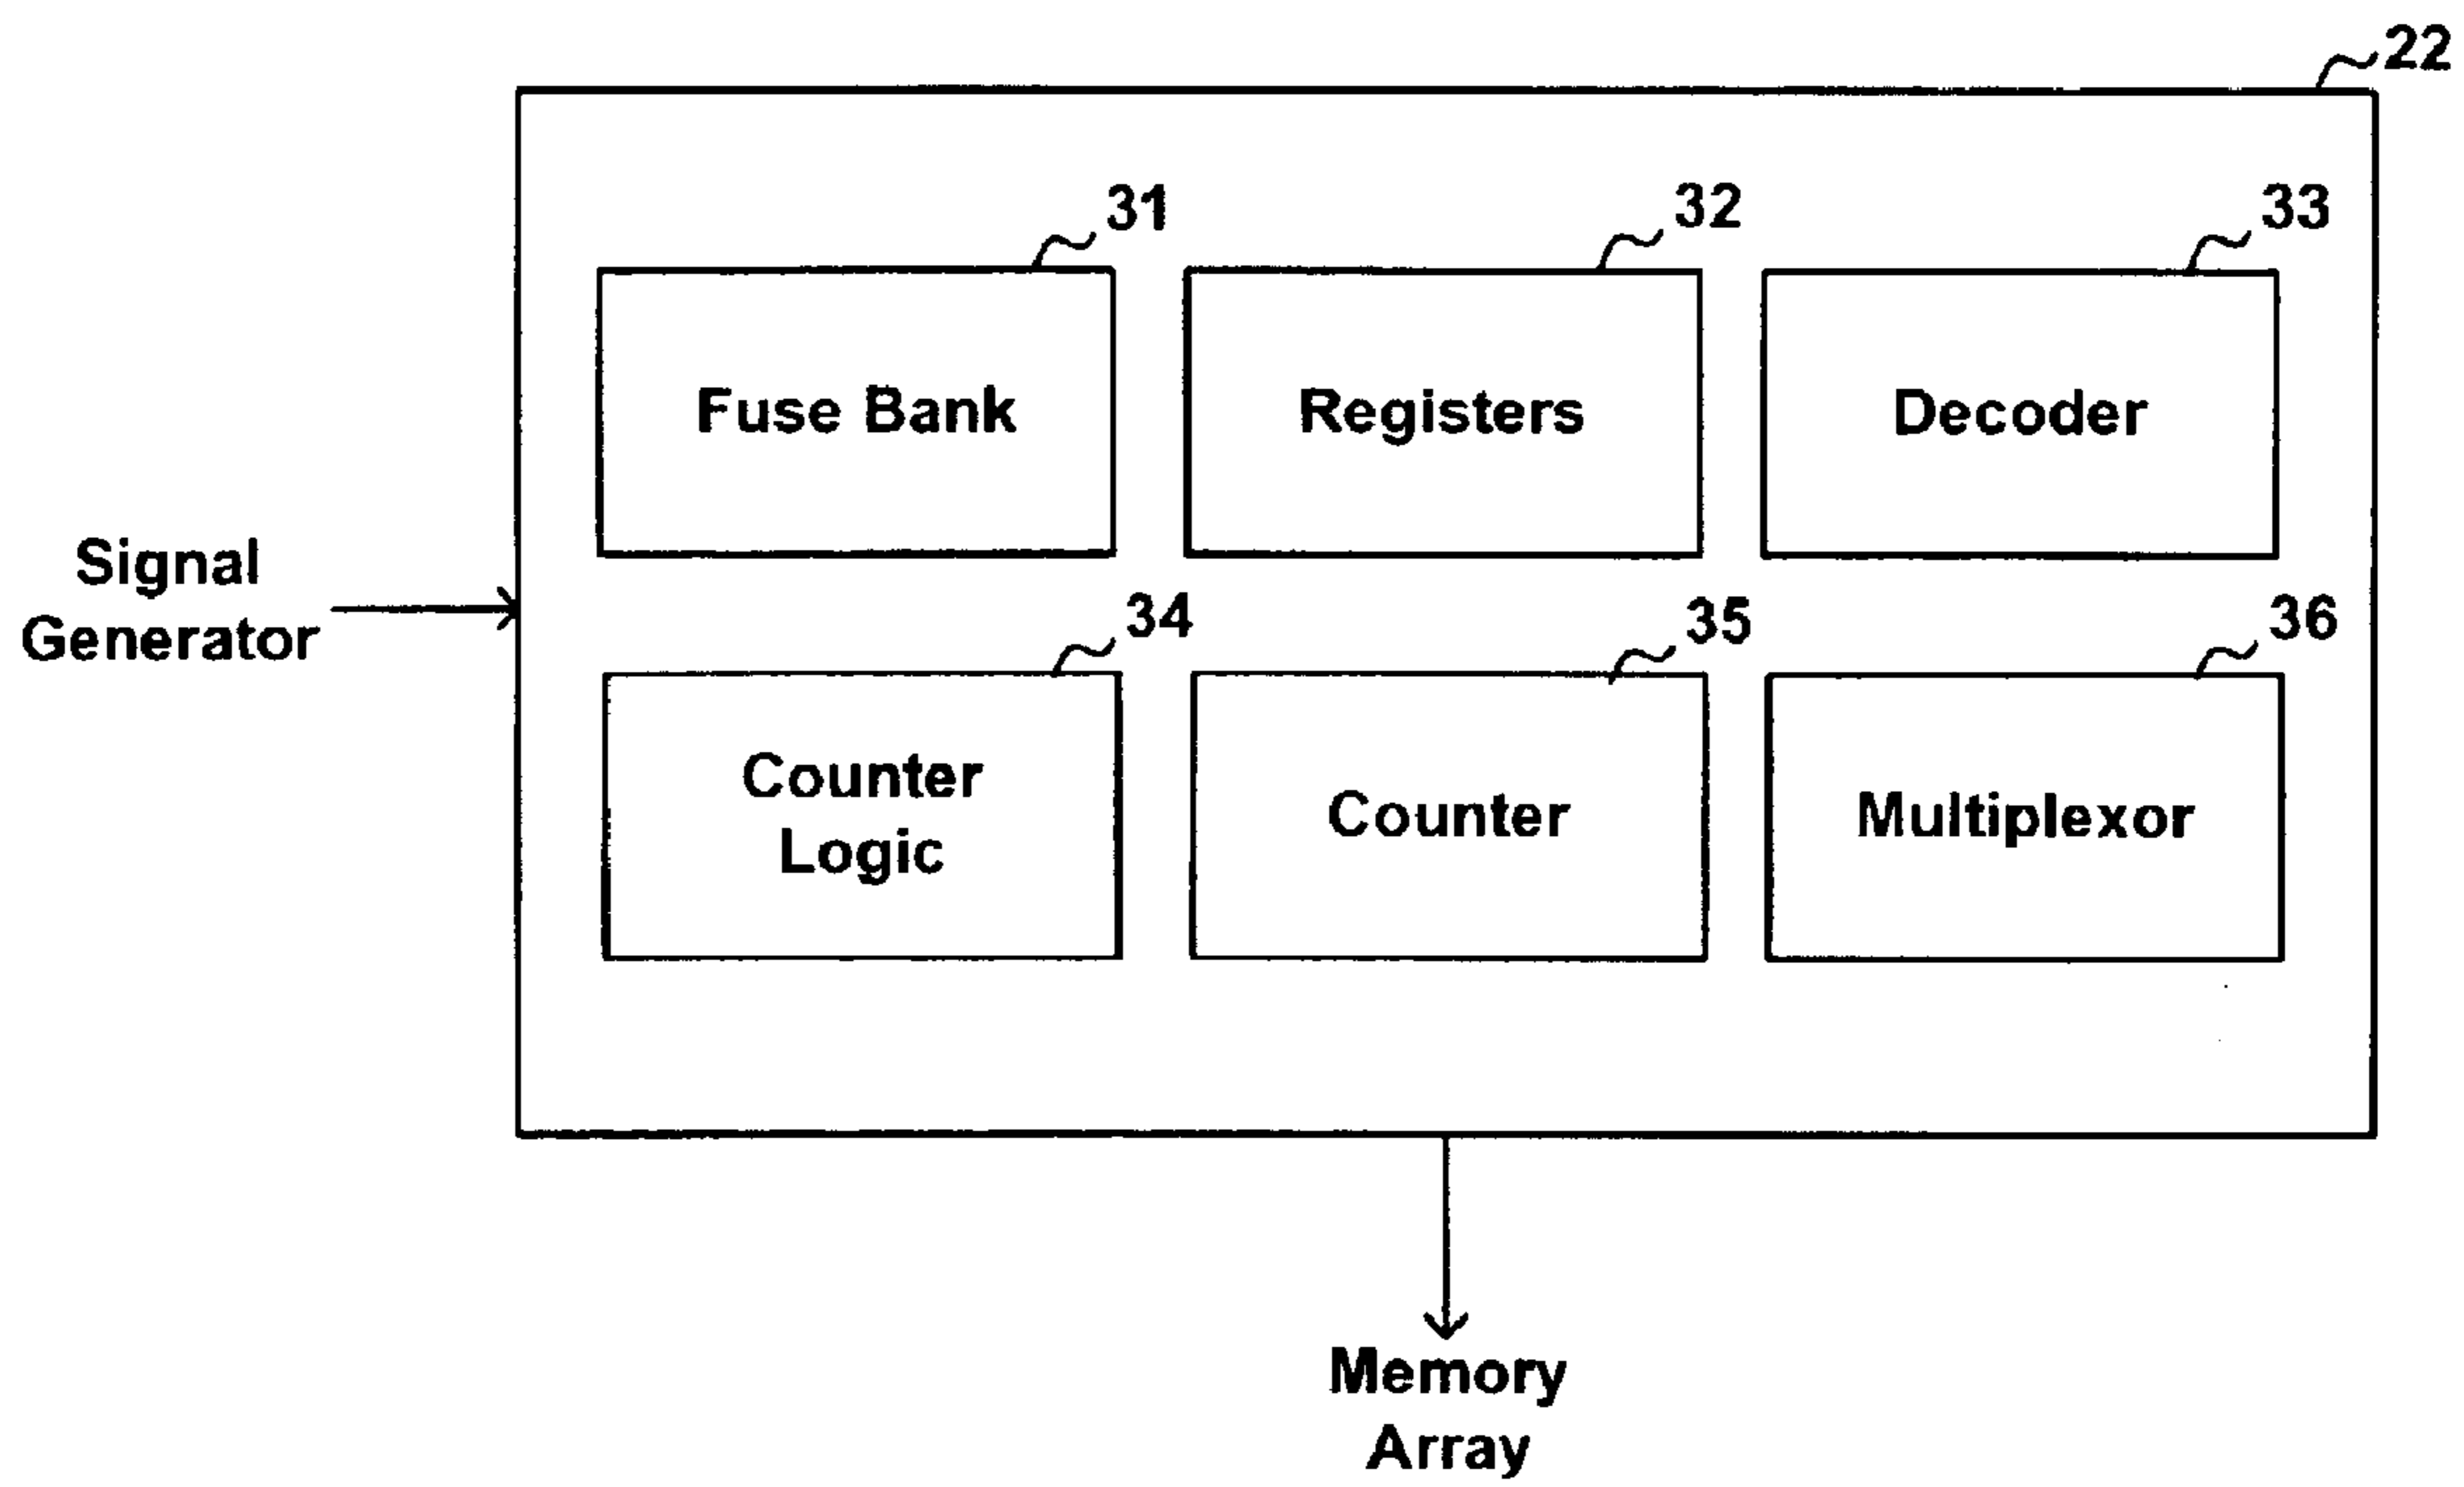 22
31
32
33
Fuse Bank
Registers
Decoder
Signal
Generator
34
35
36
Counter
Logic
Counter
Multiplexor
Memory
Array